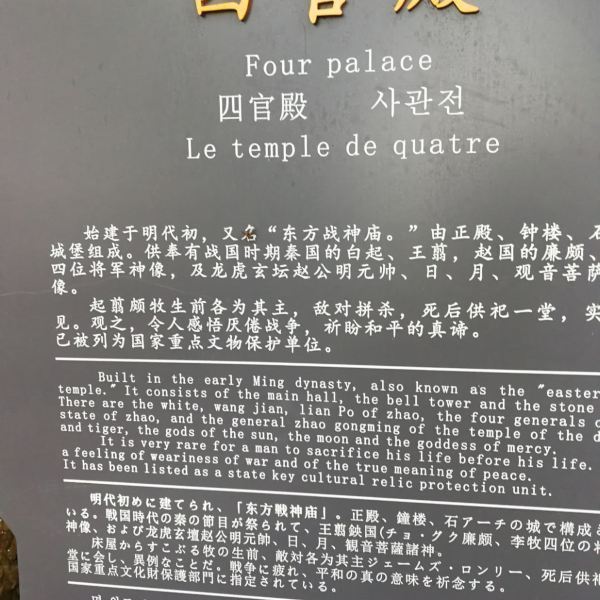 四官殿
Four palace
四官殿 사관전
Le temple de quatre
始建于明代初，又名“东方战神庙。”由正殿、钟楼、石
城堡组成。供奉有战国时期秦国的白起、王翦，赵国的廉颇、
四位将军神像，及龙虎玄坛赵公明元帅、日、月、观音菩萨
像。
起翦颇牧生前各为其主，敌对拼杀，死后供祀一堂，实
见。观之，令人感悟厌倦战争，祈盼和平的真谛。
已被列为国家重点文物保护单位。
Built in the early Ming dynasty, also known as the "easter
temple." It consists of the main hall, the bell tower and the stone
There are the white, wang jian, lian Po of zhao, the four generals o
state of zhao, and the general zhao gongming of the temple of the d
and tiger, the gods of the sun, the moon and the goddess of mercy.
It is very rare for a man to sacrifice his life before his life.
a feeling of weariness of war and of the true meaning of peace.
It has been listed as a state key cultural relic protection unit.
明代初めに建てられ、「东方戦神庙」。正殿、鐘楼、石アーチの城で構成さ
いる。戦国時代の秦の節目が祭られて、王翦鉠国(チョ・グク廉頗、李牧四位の将
神像、および龙虎玄壇赵公明元帥、日、月、観音菩薩諸神。
床屋からすこぶる牧の生前、敵対各为其主ジェームズ・ロンリー、死后供祀
堂に会し、異例なことだ。戦争に疲れ、平和の真の意味を祈念する。
国家重点文化財保護部門に指定されている。